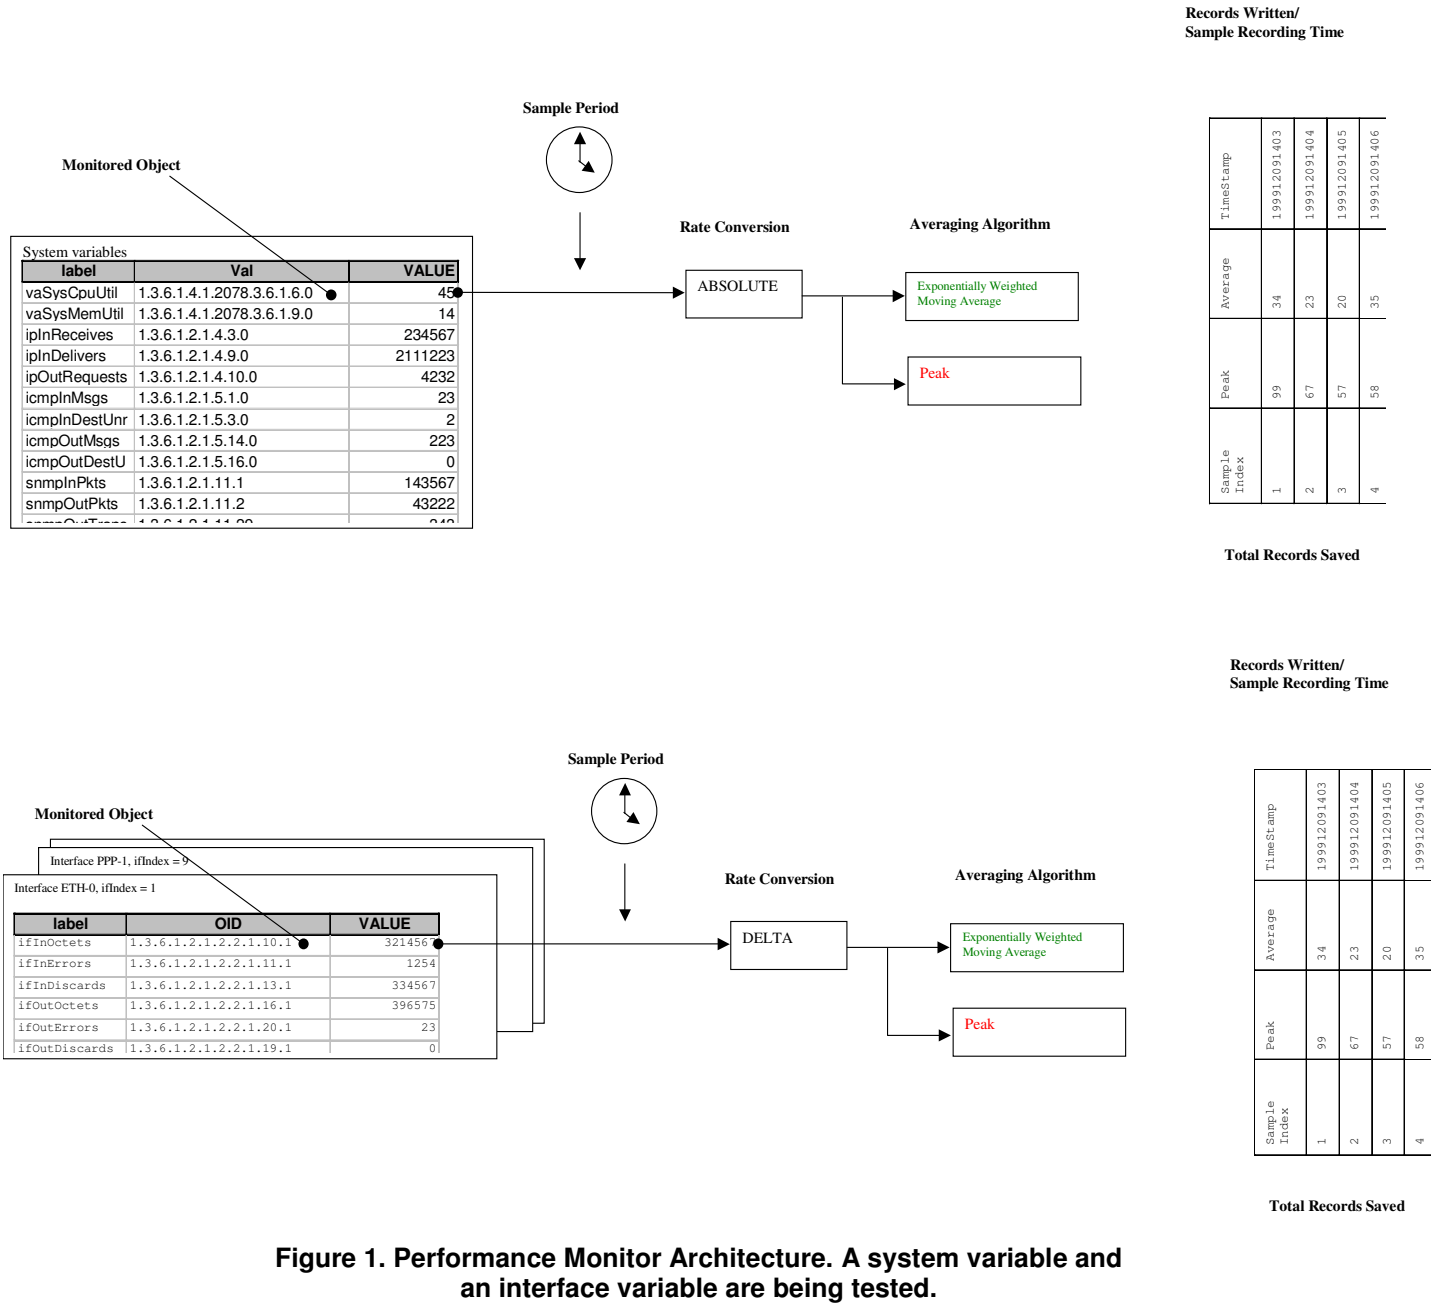 Records Written/
Sample Recording Time
Sample Period
Monitored Object
Rate Conversion
Averaging Algorithm
System variables
label Val VALUE
vaSysCpuUtil 1.3.6.1.4.1.2078.3.6.1.6.0 45
vaSysMemUtil 1.3.6.1.4.1.2078.3.6.1.9.0 14
ipInReceives 1.3.6.1.2.1.4.3.0 234567
ipInDelivers 1.3.6.1.2.1.4.9.0 2111223
ipOutRequests 1.3.6.1.2.1.4.10.0 4232
icmpInMsgs 1.3.6.1.2.1.5.1.0 23
icmpInDestUnr 1.3.6.1.2.1.5.3.0 2
icmpOutMsgs 1.3.6.1.2.1.5.14.0 223
icmpOutDestU 1.3.6.1.2.1.5.16.0 0
snmpInPkts 1.3.6.1.2.1.11.1 143567
snmpOutPkts 1.3.6.1.2.1.11.2 43222
ABSOLUTE
Exponentially Weighted
Moving Average
Peak
TimeStamp 199912091403 199912091404 199912091405 199912091406
Average 34 23 20 35
Peak 99 67 57 58
Sample
Index 1 2 3 4
Total Records Saved
Records Written/
Sample Recording Time
Sample Period
Monitored Object
Rate Conversion
Averaging Algorithm
Interface PPP-1, ifIndex = 9
Interface ETH-0, ifIndex = 1
label OID VALUE
ifInOctets 1.3.6.1.2.1.2.2.1.10.1 3214567
ifInErrors 1.3.6.1.2.1.2.2.1.11.1 1254
ifInDiscards 1.3.6.1.2.1.2.2.1.13.1 334567
ifOutOctets 1.3.6.1.2.1.2.2.1.16.1 396575
ifOutErrors 1.3.6.1.2.1.2.2.1.20.1 23
ifOutDiscards 1.3.6.1.2.1.2.2.1.19.1 0
DELTA
Exponentially Weighted
Moving Average
Peak
TimeStamp 199912091403 199912091404 199912091405 199912091406
Average 34 23 20 35
Peak 99 67 57 58
Sample
Index 1 2 3 4
Total Records Saved
Figure 1. Performance Monitor Architecture. A system variable and
an interface variable are being tested.